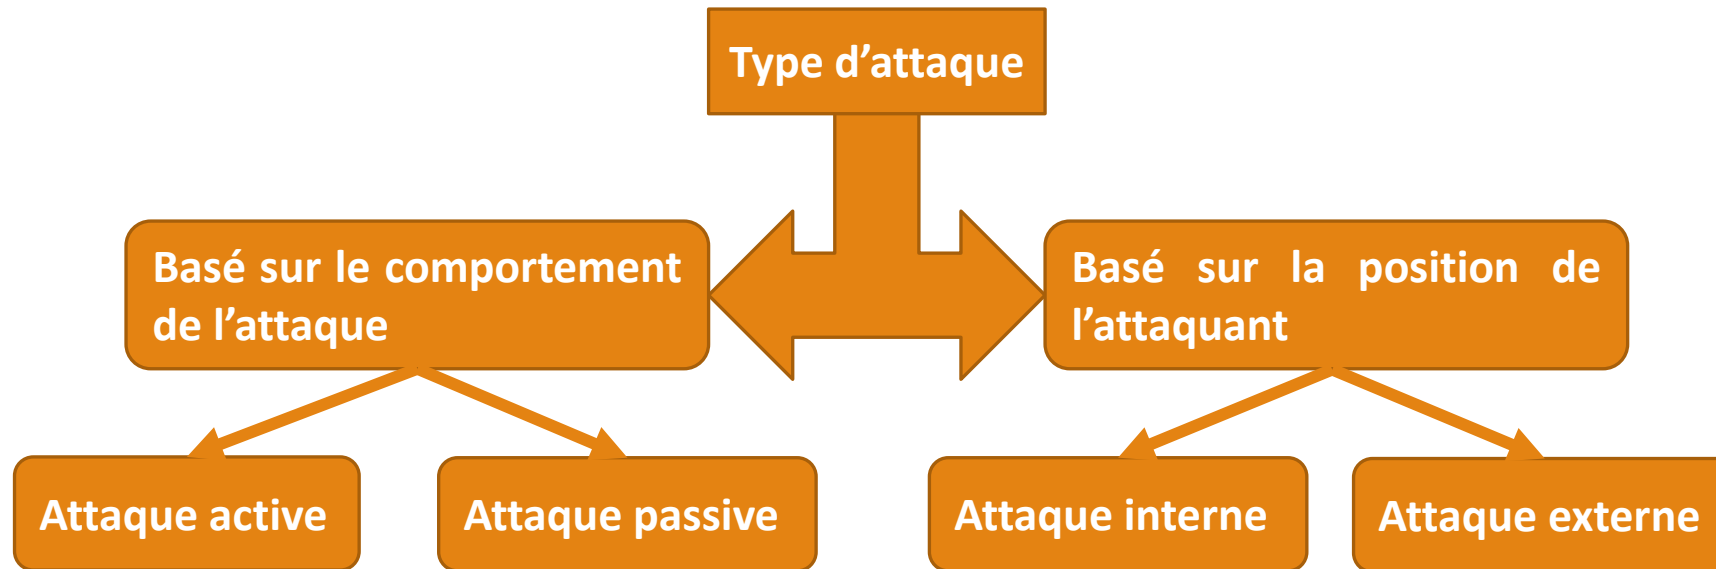 Type d’attaque
Basé sur le comportement
de l’attaque
Basé sur la position de
l’attaquant
Attaque active
Attaque passive
Attaque interne
Attaque externe